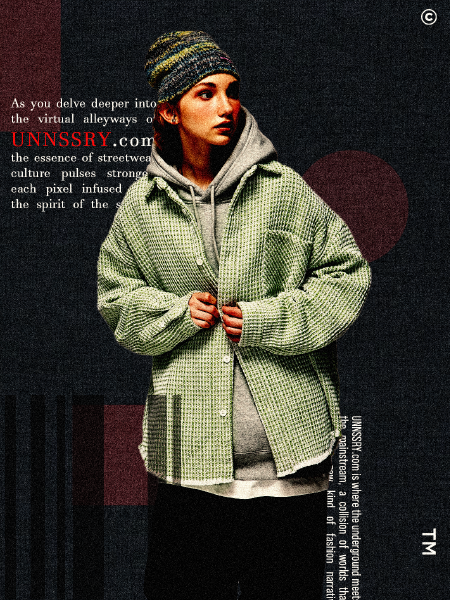 ©
As you delve deeper into
the virtual alleyways
UNNSSRY.com
the essence of streetwea
culture pulses stronge
each pixel infused
the spirit of the s
UNNSSRY.com is where the underground meet
the mainstream, a collision of worlds tha
kind of fashion narrati
TM